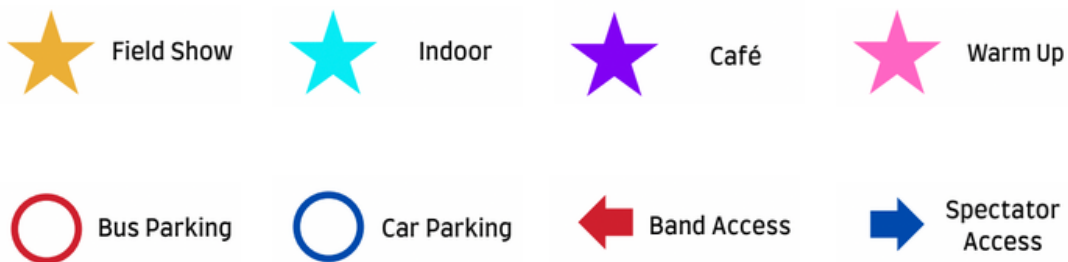 Field Show
Indoor
Café
Warm Up
Bus Parking
Car Parking
Band Access
Spectator
Access